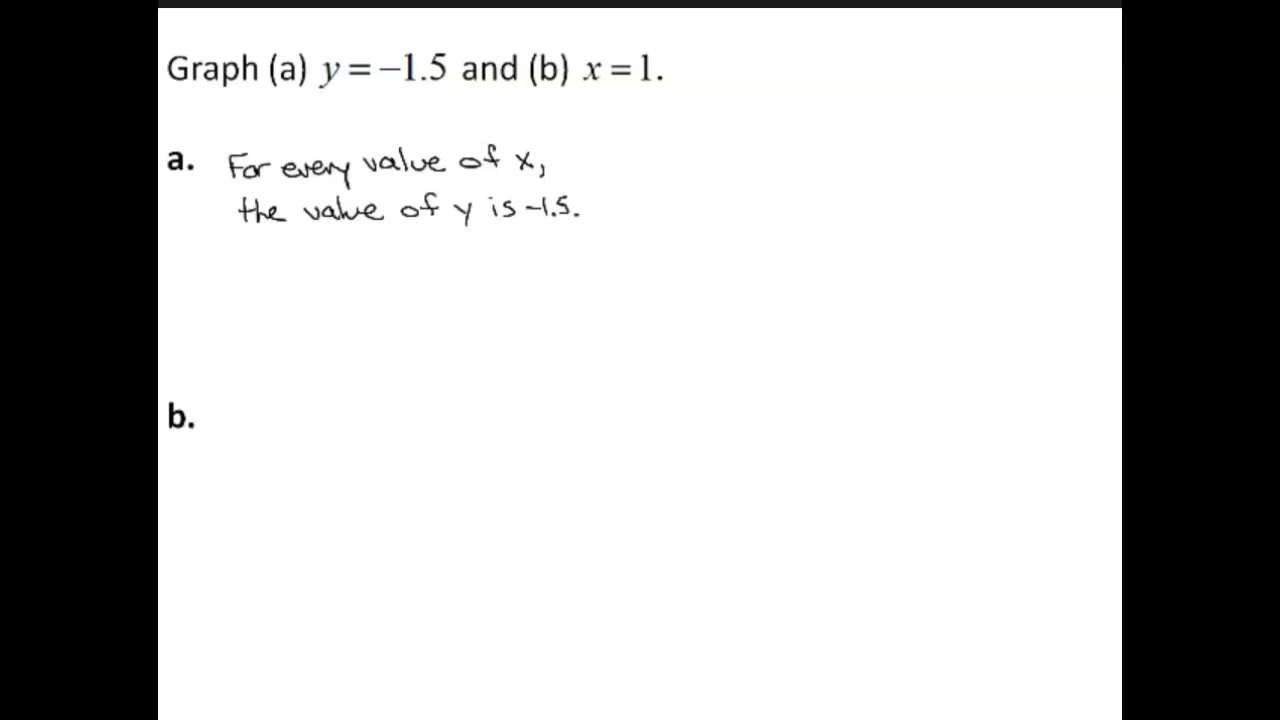 Graph (a) y = −1.5 and (b) x = 1.
a. For every value of x,
the value of y is -1.5.
b.